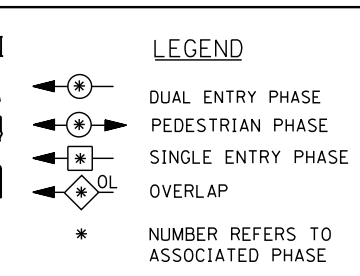 LEGEND
* DUAL ENTRY PHASE
* PEDESTRIAN PHASE
* SINGLE ENTRY PHASE
* OL OVERLAP
* NUMBER REFERS TO
ASSOCIATED PHASE